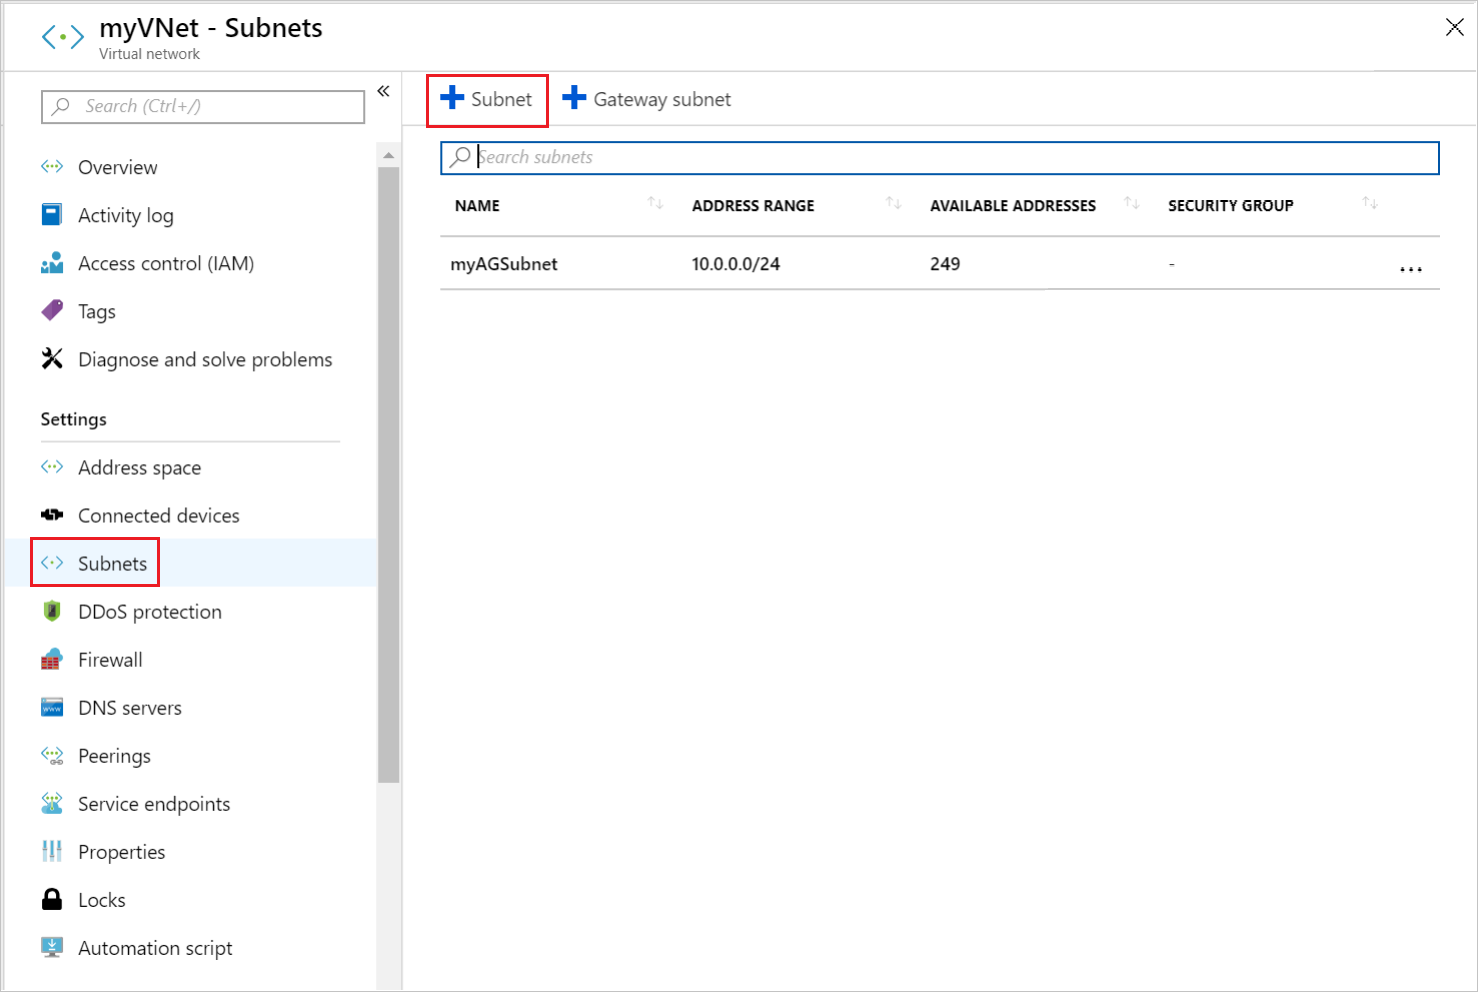 myVNet - Subnets
Virtual network
Search (Ctrl+/)
«
Overview
Activity log
Access control (IAM)
Tags
Diagnose and solve problems
Settings
Address space
Connected devices
Subnets
DDoS protection
Firewall
DNS servers
Peerings
Service endpoints
Properties
Locks
Automation script
Subnet Gateway subnet
Search subnets
NAME ADDRESS RANGE AVAILABLE ADDRESSES SECURITY GROUP
myAGSubnet 10.0.0.0/24 249 - ...